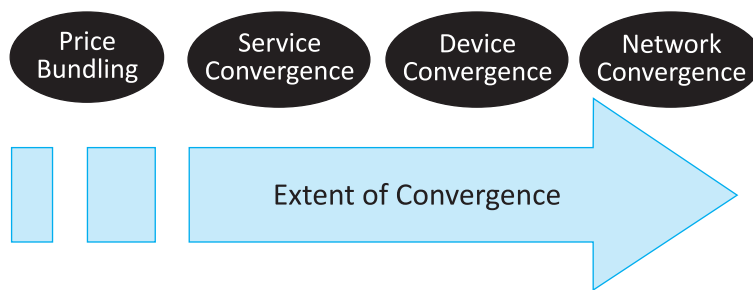 Price
Bundling
Service
Convergence
Device
Convergence
Network
Convergence
Extent of Convergence